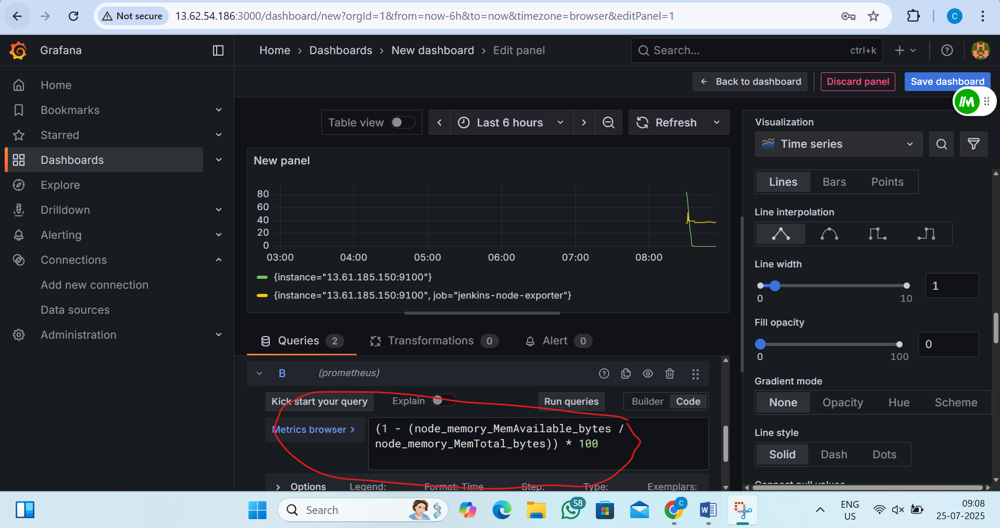 Not secure
13.62.54.186:3000/dashboard/new?orgId=1&from=now-6h&to=now&timezone=browser&editPanel=1
C
Grafana
Home › Dashboards › New dashboard › Edit panel
Search...
ctrl+k
Home
Bookmarks
Starred
Dashboards
Explore
Drilldown
Alerting
Connections
Add new connection
Data sources
Administration
Back to dashboard
Discard panel
Save dashboard
Table view
Last 6 hours
Refresh
New panel
80
60
40
20
0
03:00 04:00 05:00 06:00 07:00 08:00
{instance="13.61.185.150:9100"}
{instance="13.61.185.150:9100", job="jenkins-node-exporter"}
Queries 2
Transformations 0
Alert 0
B
(prometheus)
Kick start your query
Explain
Run queries
Builder
Code
Metrics browser >
(1 - (node_memory_MemAvailable_bytes /
node_memory_MemTotal_bytes)) * 100
Options
Legend:
Format: Time
Step:
Type:
Exemplars:
Visualization
Time series
Lines
Bars
Points
Line interpolation
Line width
0
10
1
Fill opacity
0
100
0
Gradient mode
None
Opacity
Hue
Scheme
Line style
Solid
Dash
Dots
Connect null values
Search
58
C
ENG
US
09:08
25-07-2025